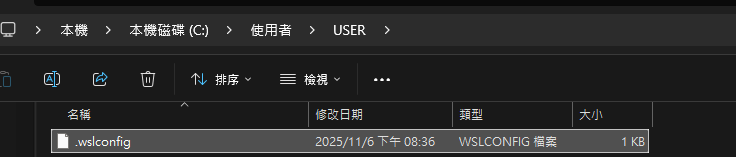 本機 > 本機磁碟 (C:) > 使用者 > USER >
排序 檢視 ...
名稱 修改日期 類型 大小
.wslconfig 2025/11/6 下午 08:36 WSLCONFIG 檔案 1 KB